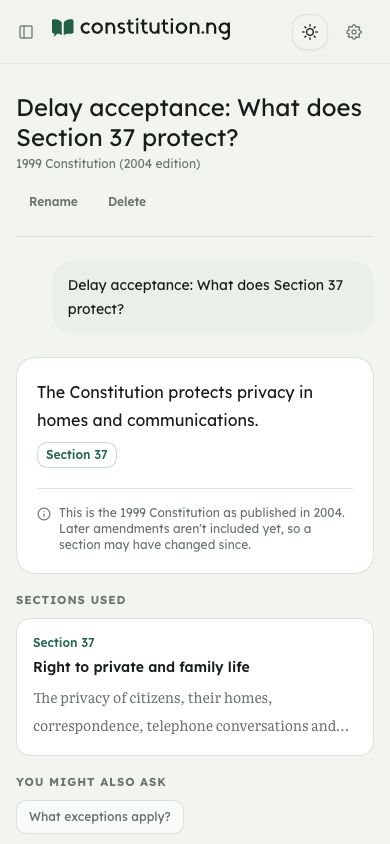 constitution.ng
Delay acceptance: What does
Section 37 protect?
1999 Constitution (2004 edition)
Rename Delete
Delay acceptance: What does Section 37
protect?
The Constitution protects privacy in
homes and communications.
Section 37
This is the 1999 Constitution as published in 2004.
Later amendments aren't included yet, so a
section may have changed since.
SECTIONS USED
Section 37
Right to private and family life
The privacy of citizens, their homes,
correspondence, telephone conversations and...
YOU MIGHT ALSO ASK
What exceptions apply?